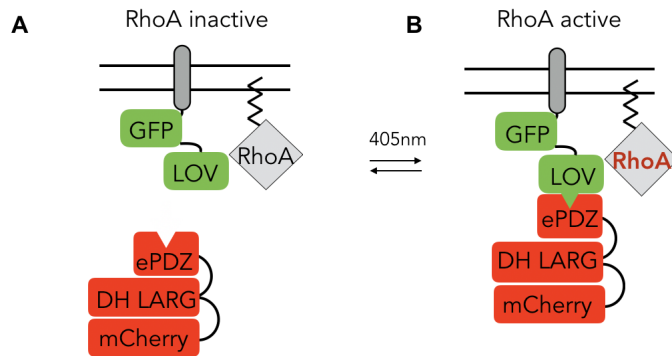 A
RhoA inactive
GFP
LOV
RhoA
ePDZ
DH LARG
mCherry
405nm
B
RhoA active
GFP
LOV
RhoA
ePDZ
DH LARG
mCherry